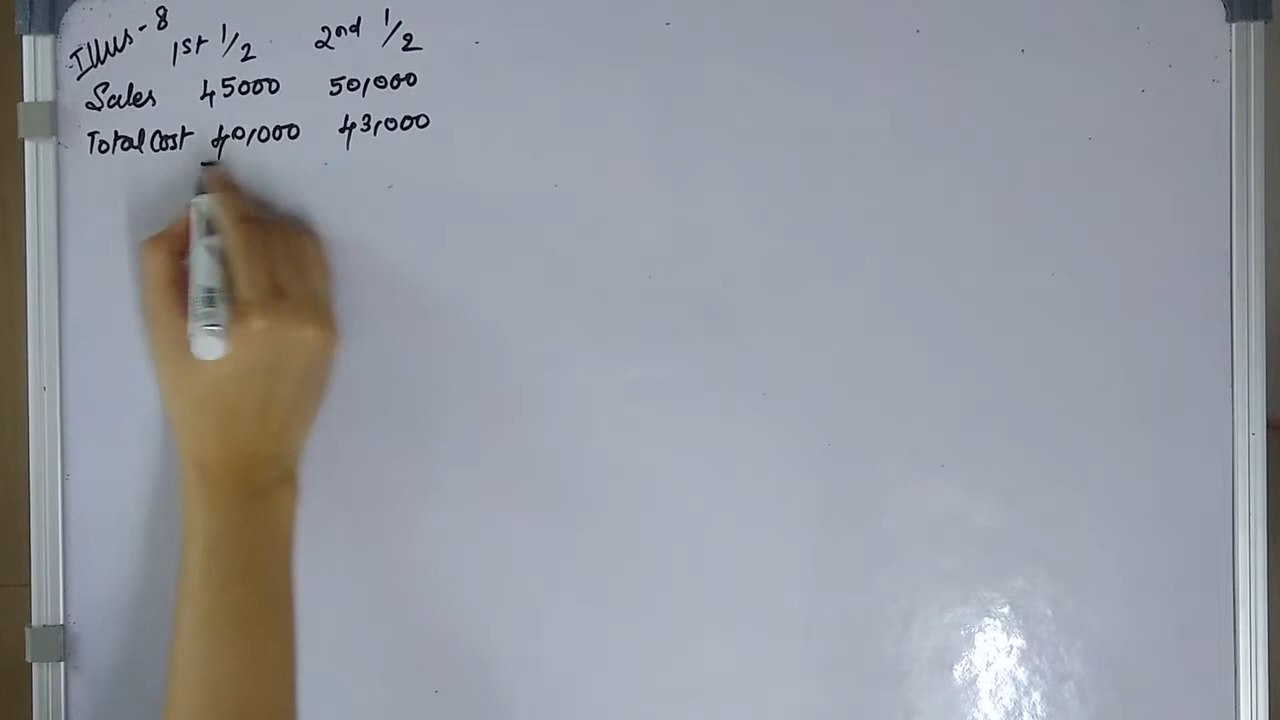 Illus - 8 1st 1/2 2nd 1/2
Sales 45000 50,000
Total Cost 40,000 43,000